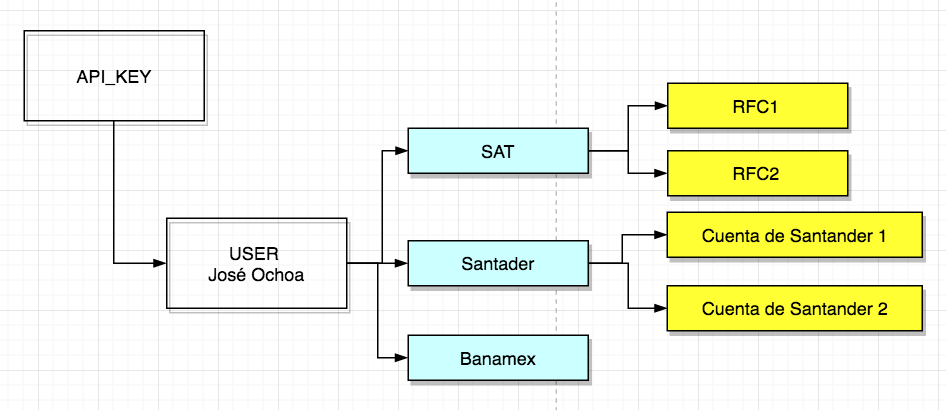 API_KEY
USER
José Ochoa
SAT
Santader
Banamex
RFC1
RFC2
Cuenta de Santander 1
Cuenta de Santander 2